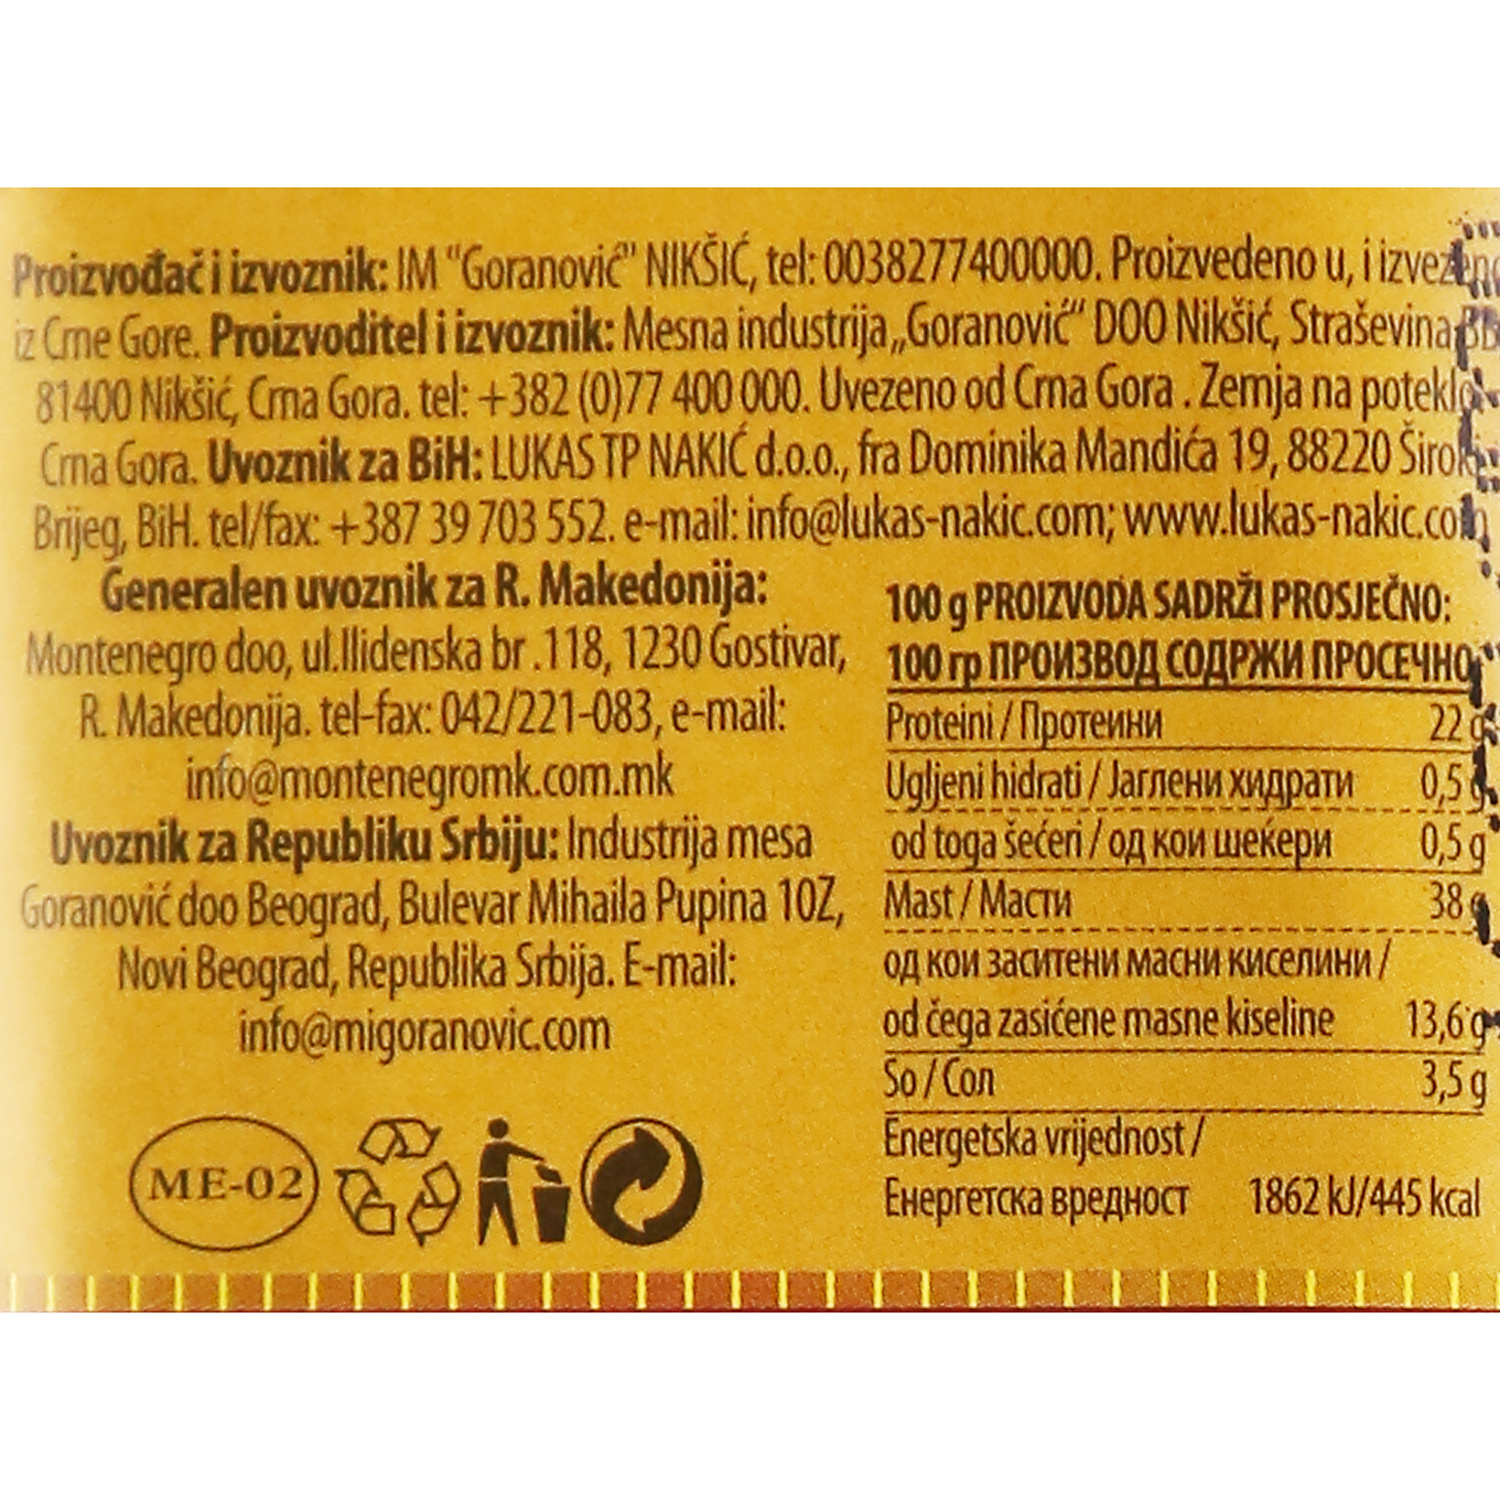 Proizvođač i izvoznik: IM "Goranović" NIKŠIĆ, tel: 0038277400000. Proizvedeno u, i izvezeno
iz Crne Gore. Proizvoditel i izvoznik: Mesna industrija „Goranović“ DOO Nikšić, Straševina BB
81400 Nikšić, Crna Gora. tel: +382 (0)77 400 000. Uvezeno od Crna Gora . Zemja na poteklo
Crna Gora. Uvoznik za BiH: LUKAS TP NAKIĆ d.o.o., fra Dominika Mandića 19, 88220 Široki
Brijeg, BiH. tel/fax: +387 39 703 552. e-mail: info@lukas-nakic.com; www.lukas-nakic.com
Generalen uvoznik za R. Makedonija:
Montenegro doo, ul.Ilidenska br .118, 1230 Gostivar,
R. Makedonija. tel-fax: 042/221-083, e-mail:
info@montenegromk.com.mk
Uvoznik za Republiku Srbiju: Industrija mesa
Goranović doo Beograd, Bulevar Mihaila Pupina 10Z,
Novi Beograd, Republika Srbija. E-mail:
info@migoranovic.com
ME-02
100 g PROIZVODA SADRŽI PROSJEČNO:
100 гр ПРОИЗВОД СОДРЖИ ПРОСЕЧНО
Proteini / Протеини 22 g
Ugljeni hidrati / Јаглени хидрати 0,5 g
od toga šećeri / од кои шеќери 0,5 g
Mast / Масти 38 g
од кои заситени масни киселини /
od čega zasićene masne kiseline 13,6 g
So / Сол 3,5 g
Energetska vrijednost /
Енергетска вредност 1862 kJ/445 kcal